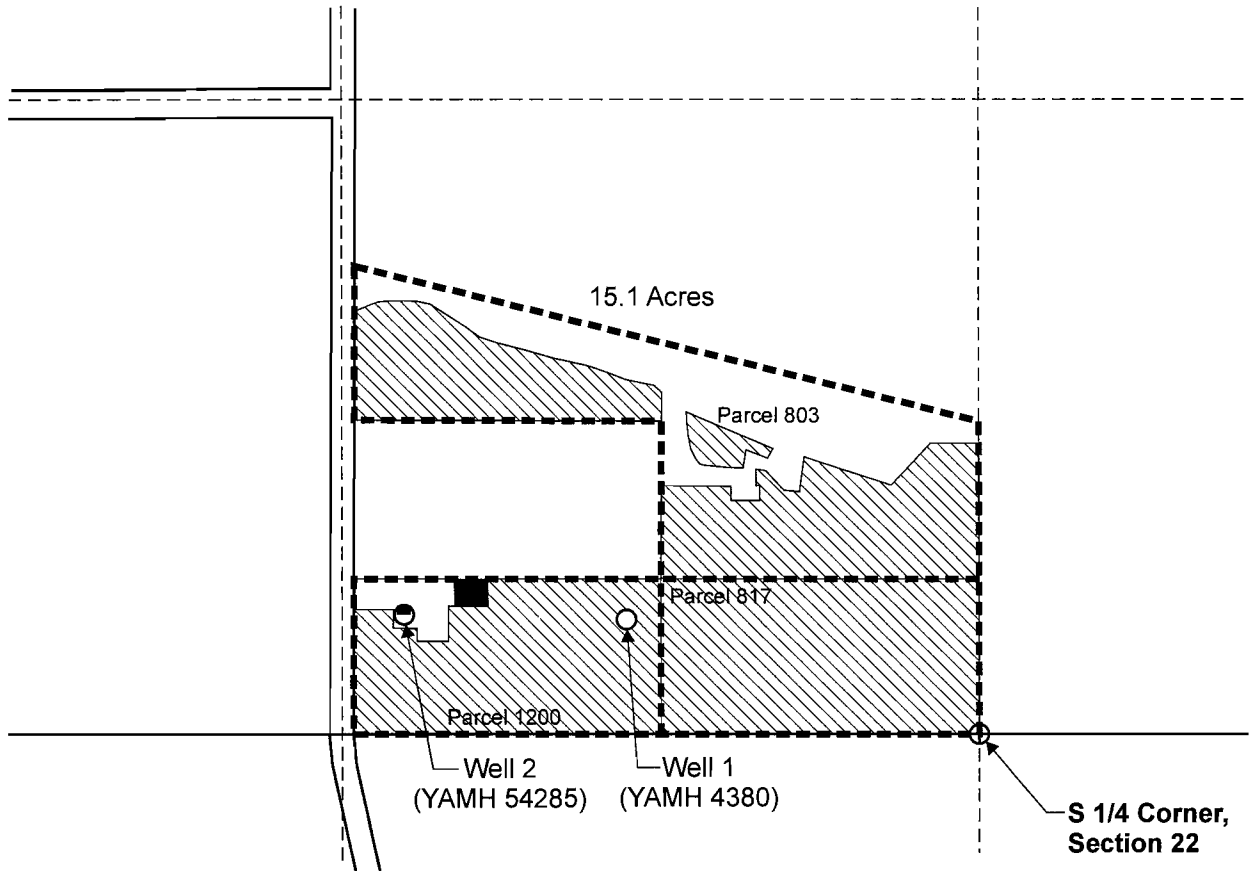 15.1 Acres
Parcel 803
Parcel 817
Parcel 1200
Well 2
(YAMH 54285)
Well 1
(YAMH 4380)
S 1/4 Corner,
Section 22